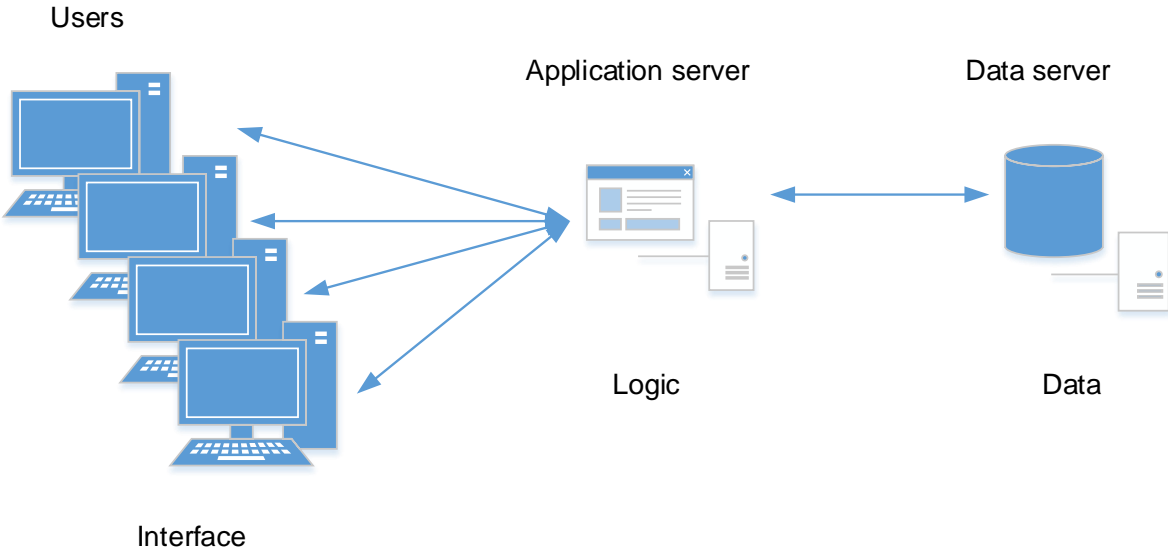 Users
Application server
Data server
Logic
Data
Interface